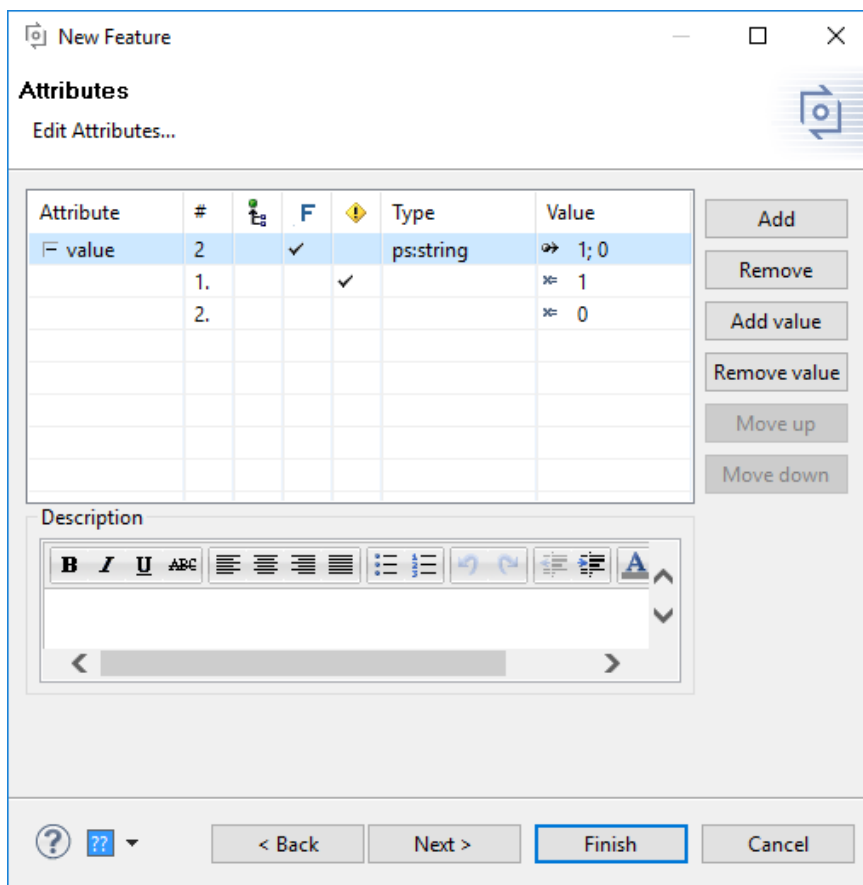 New Feature
Attributes
Edit Attributes...
Attribute # F Type Value
value 2 ps:string 1; 0
1. 1
2. 0
Add
Remove
Add value
Remove value
Move up
Move down
Description
B I U ABC A
? ?? < Back Next > Finish Cancel